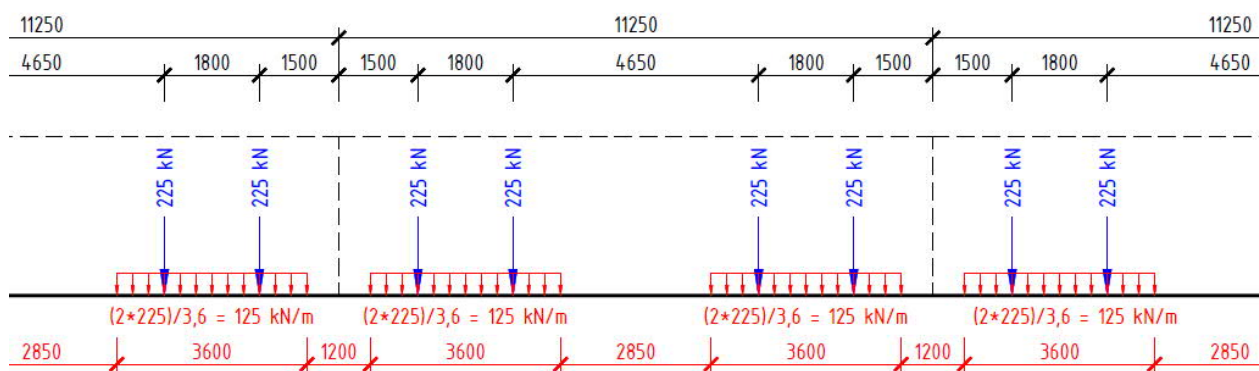 11250 11250 11250
4650 1800 1500 1500 1800 4650 1800 1500 1500 1800 4650
225 kN 225 kN 225 kN 225 kN 225 kN 225 kN 225 kN 225 kN
(2*225)/3,6 = 125 kN/m (2*225)/3,6 = 125 kN/m (2*225)/3,6 = 125 kN/m (2*225)/3,6 = 125 kN/m
2850 3600 1200 3600 2850 3600 1200 3600 2850